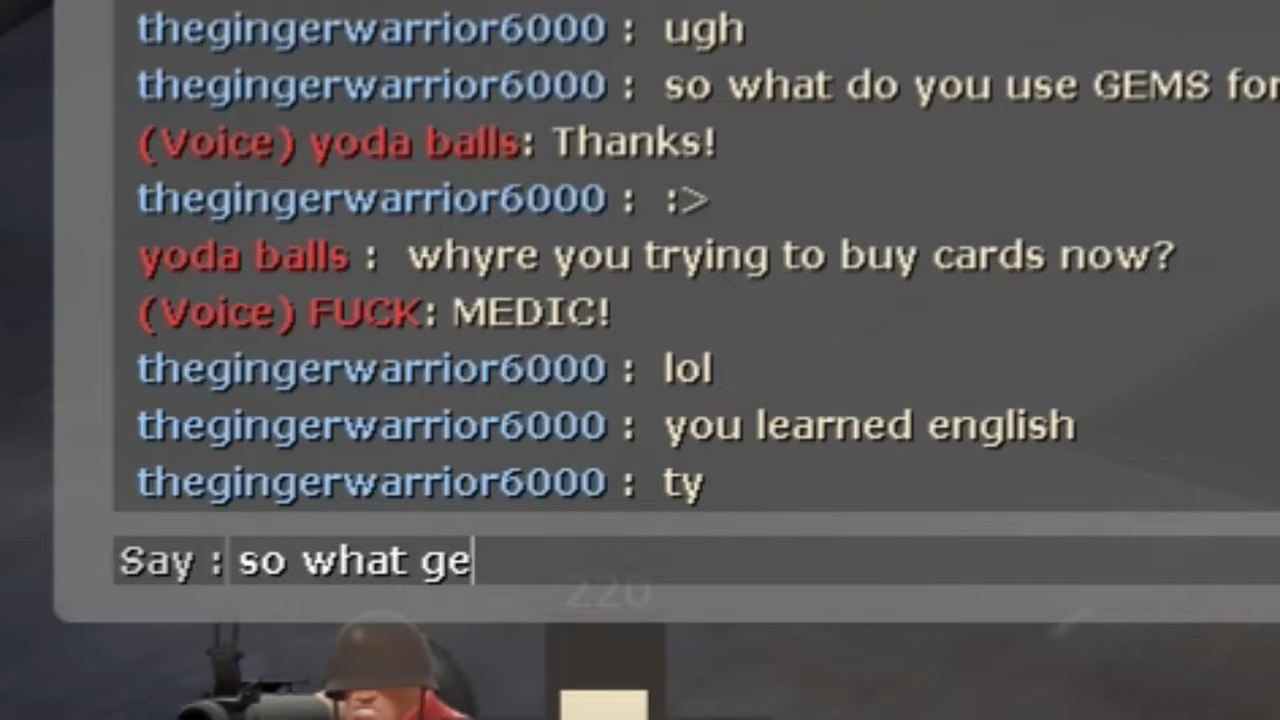 thegingerwarrior6000 :  ugh
thegingerwarrior6000 :  so what do you use GEMS for
(Voice) yoda balls: Thanks!
thegingerwarrior6000 :  :>
yoda balls :  whyre you trying to buy cards now?
(Voice) FUCK: MEDIC!
thegingerwarrior6000 :  lol
thegingerwarrior6000 :  you learned english
thegingerwarrior6000 :  ty
Say : so what ge
220